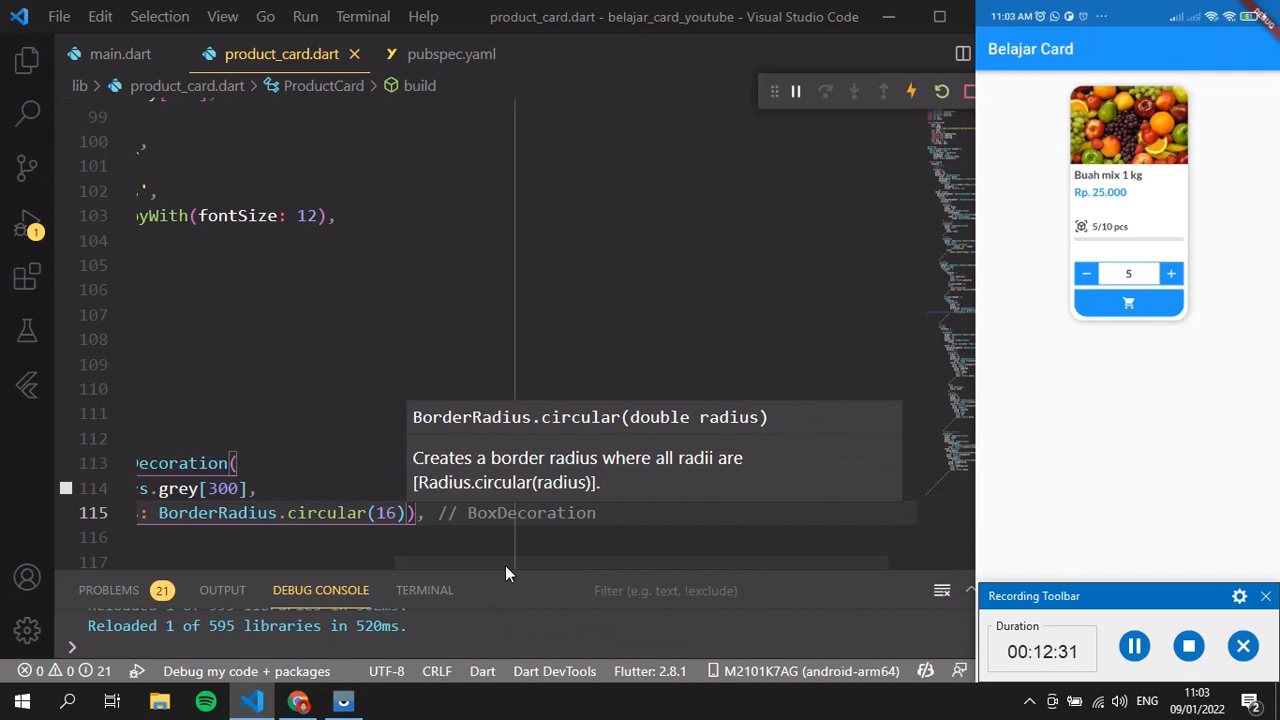 File Edit Selection View Go Run Terminal Help product_card.dart - belajar_card_youtube - Visual Studio Code
main.dart product_card.dart pubspec.yaml
lib product_card.dart ProductCard build
99
100 ,
101
102 ',
103 yWith(fontSize: 12),
104
105
106
107
108
109
110
111
112
113 Decoration(
114 s.grey[300],
115 : BorderRadius.circular(16)), // BoxDecoration
116
117
BorderRadius.circular(double radius)
Creates a border radius where all radii are
[Radius.circular(radius)].
1
PROBLEMS 21 OUTPUT DEBUG CONSOLE TERMINAL Filter (e.g. text, !exclude)
Reloaded 1 of 595 libraries in 520ms.
0 0 21 Debug my code + packages UTF-8 CRLF Dart Dart DevTools Flutter: 2.8.1 M2101K7AG (android-arm64)
11:03 AM
DEBUG
Belajar Card
Buah mix 1 kg
Rp. 25.000
5/10 pcs
− 5 +
Recording Toolbar
Duration
00:12:31
ENG
11:03
09/01/2022
2